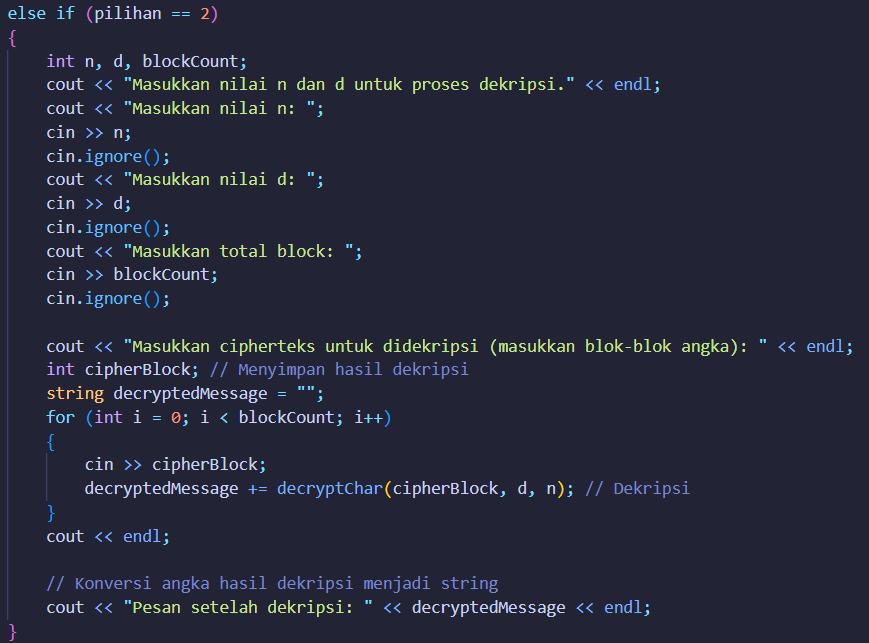 else if (pilihan == 2)
{
    int n, d, blockCount;
    cout << "Masukkan nilai n dan d untuk proses dekripsi." << endl;
    cout << "Masukkan nilai n: ";
    cin >> n;
    cin.ignore();
    cout << "Masukkan nilai d: ";
    cin >> d;
    cin.ignore();
    cout << "Masukkan total block: ";
    cin >> blockCount;
    cin.ignore();

    cout << "Masukkan cipherteks untuk didekripsi (masukkan blok-blok angka): " << endl;
    int cipherBlock; // Menyimpan hasil dekripsi
    string decryptedMessage = "";
    for (int i = 0; i < blockCount; i++)
    {
        cin >> cipherBlock;
        decryptedMessage += decryptChar(cipherBlock, d, n); // Dekripsi
    }
    cout << endl;

    // Konversi angka hasil dekripsi menjadi string
    cout << "Pesan setelah dekripsi: " << decryptedMessage << endl;
}